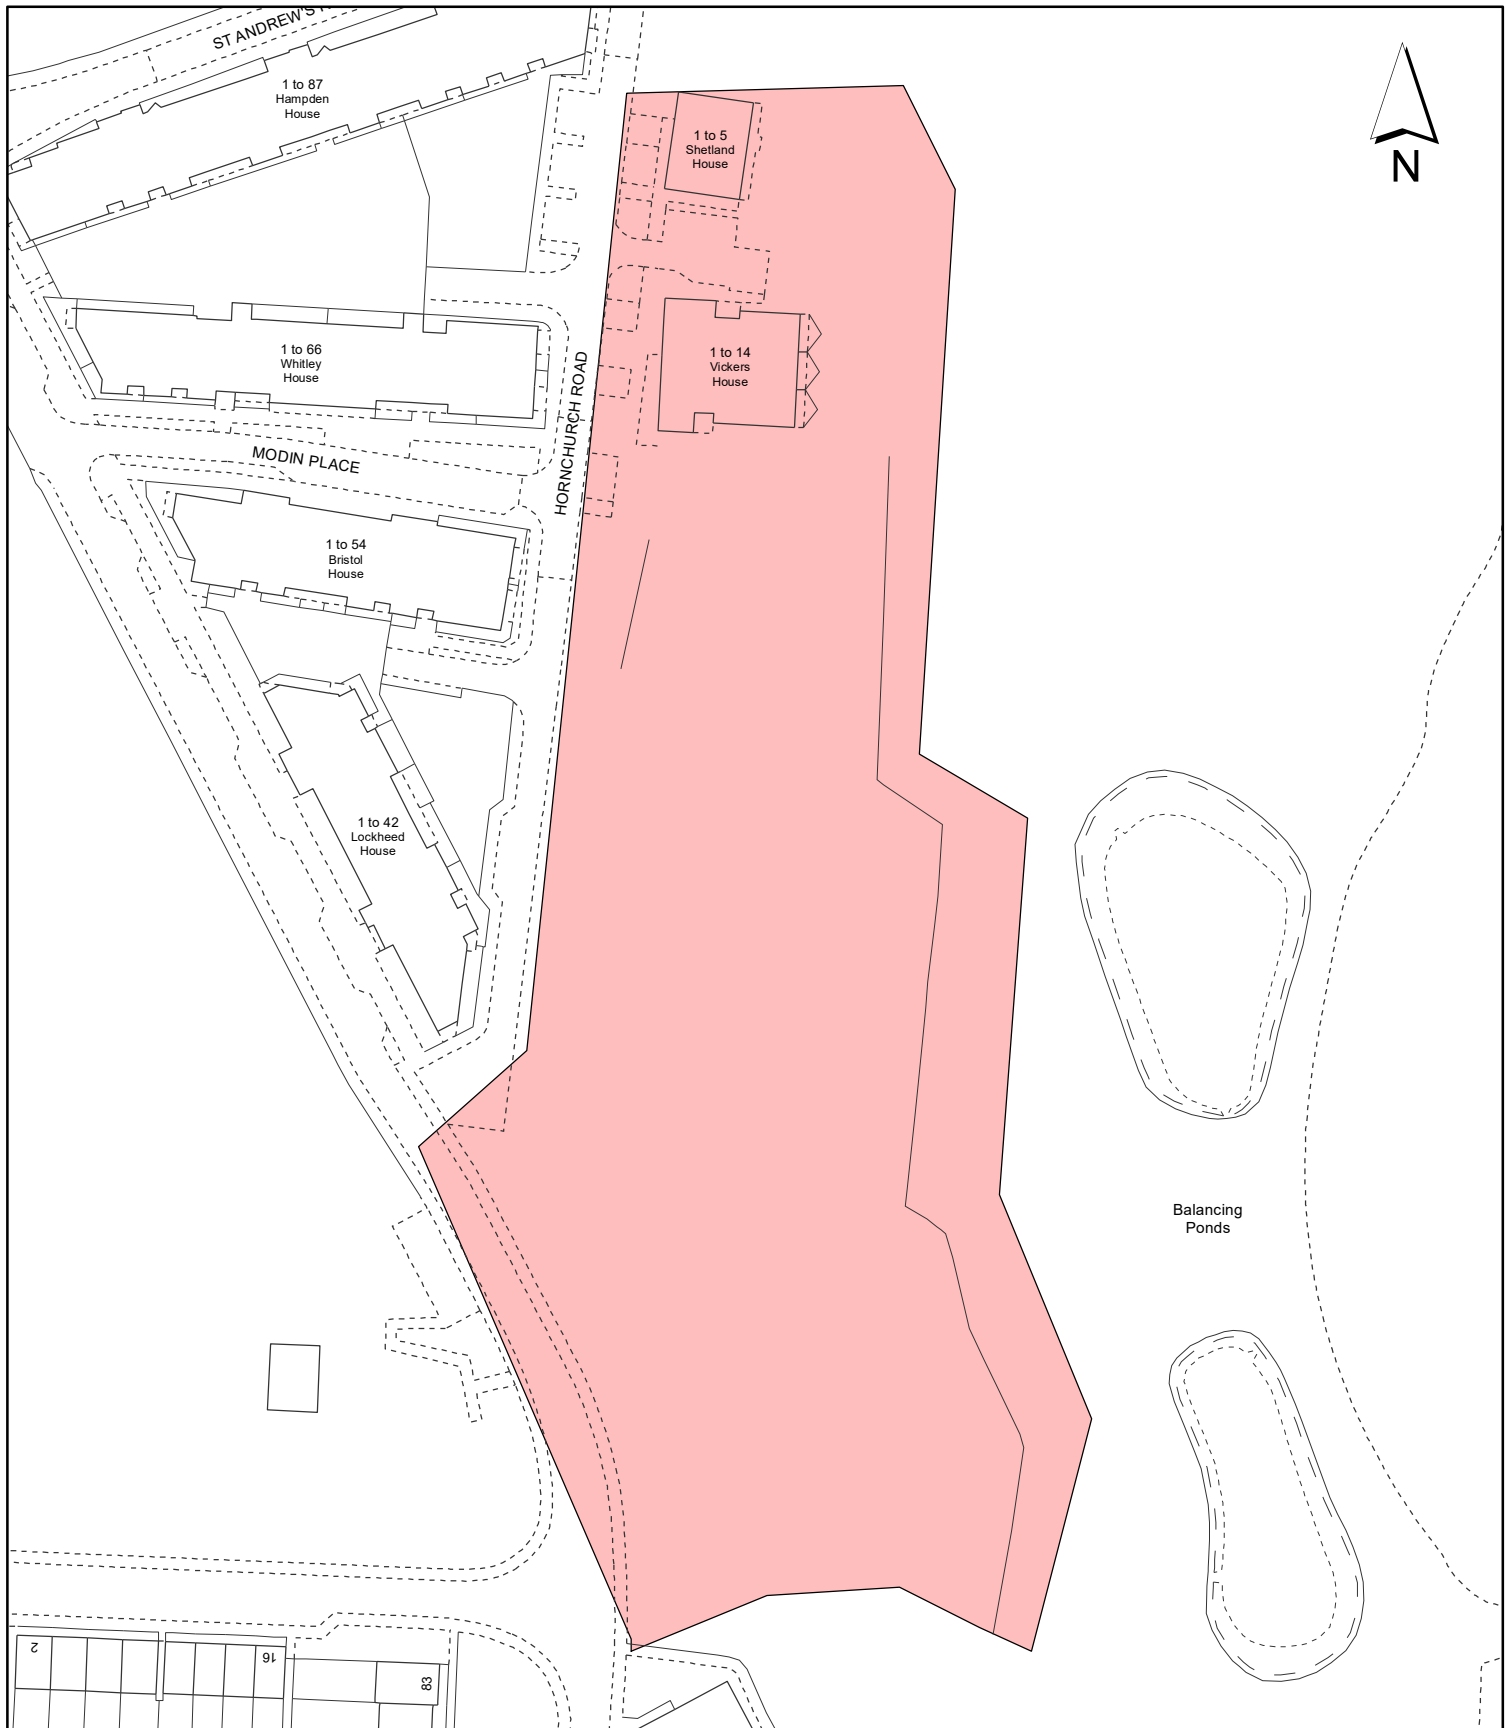 ST ANDREW'S
1 to 87
Hampden
House
1 to 5
Shetland
House
N
1 to 66
Whitley
House
1 to 14
Vickers
House
HORNCHURCH ROAD
MODIN PLACE
1 to 54
Bristol
House
1 to 42
Lockheed
House
Balancing
Ponds
2
16
83